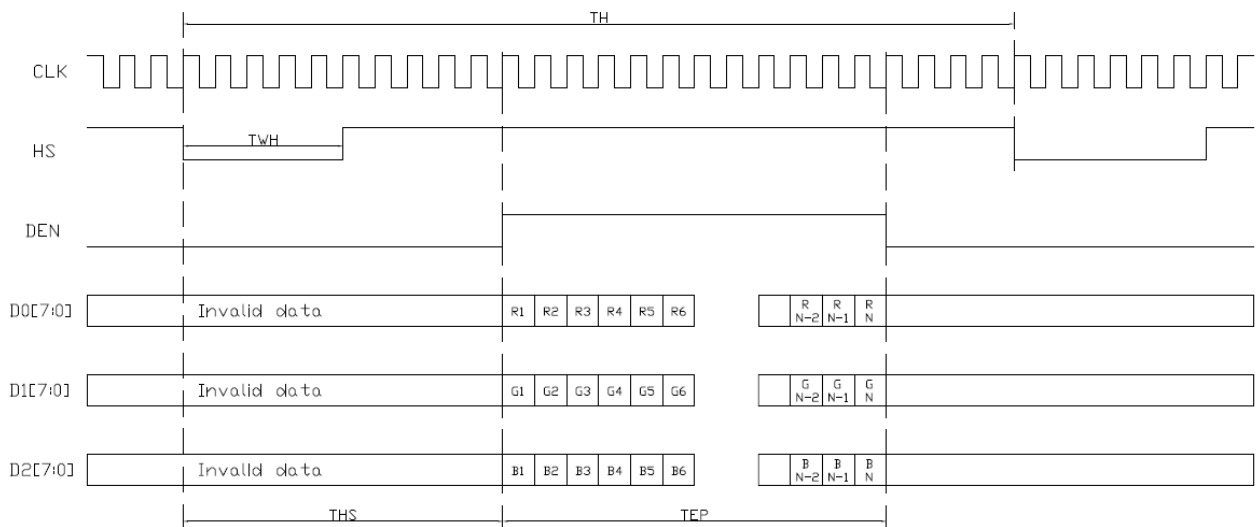 TH
CLK
HS
TWH
DEN
D0[7:0]
Invalid data
R1 R2 R3 R4 R5 R6
R N-2
R N-1
R N
D1[7:0]
Invalid data
G1 G2 G3 G4 G5 G6
G N-2
G N-1
G N
D2[7:0]
Invalid data
B1 B2 B3 B4 B5 B6
B N-2
B N-1
B N
THS
TEP